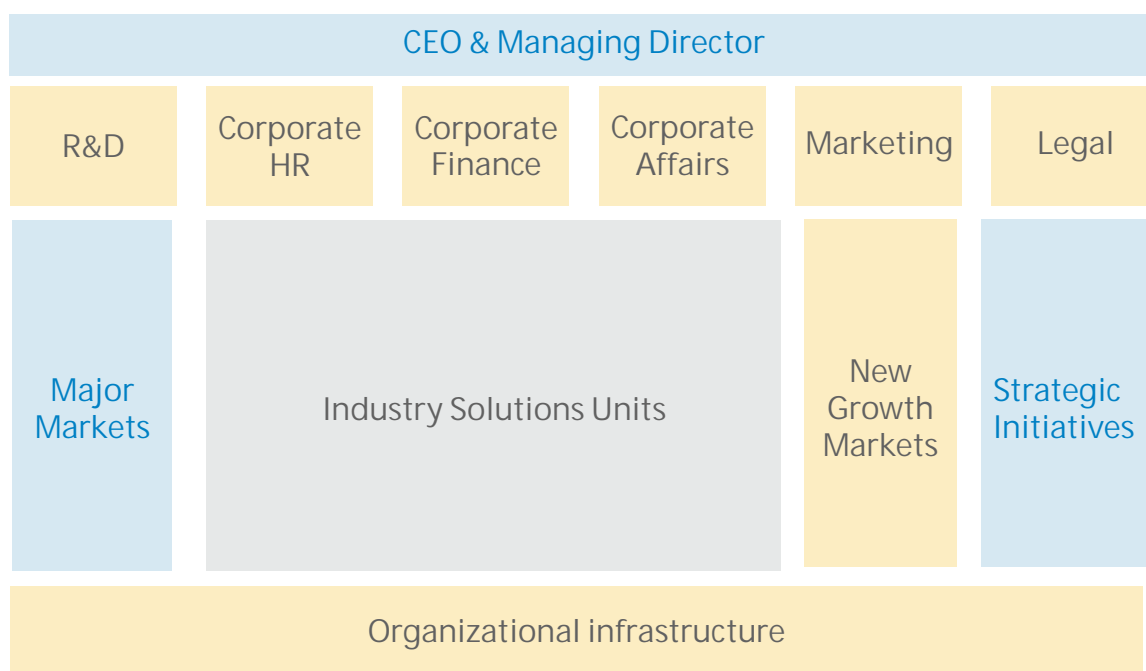 CEO & Managing Director
R&D
Corporate
HR
Corporate
Finance
Corporate
Affairs
Marketing
Legal
Major
Markets
Industry Solutions Units
New
Growth
Markets
Strategic
Initiatives
Organizational infrastructure